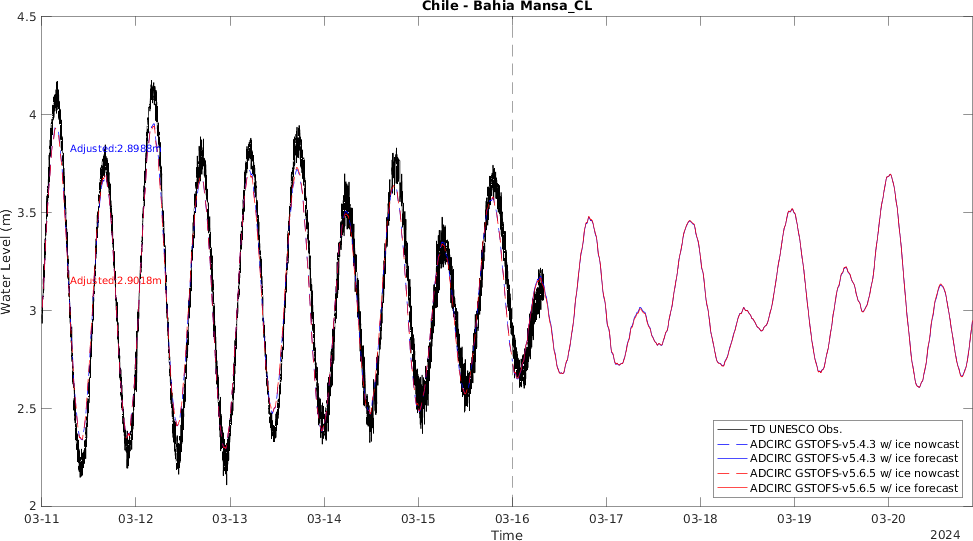 Chile - Bahia Mansa_CL
4.5
4
3.5
3
2.5
2
Water Level (m)
Adjusted:2.8983m
Adjusted:2.9018m
TD UNESCO Obs.
ADCIRC GSTOFS-v5.4.3 w/ ice nowcast
ADCIRC GSTOFS-v5.4.3 w/ ice forecast
ADCIRC GSTOFS-v5.6.5 w/ ice nowcast
ADCIRC GSTOFS-v5.6.5 w/ ice forecast
03-11 03-12 03-13 03-14 03-15 03-16 03-17 03-18 03-19 03-20
Time
2024